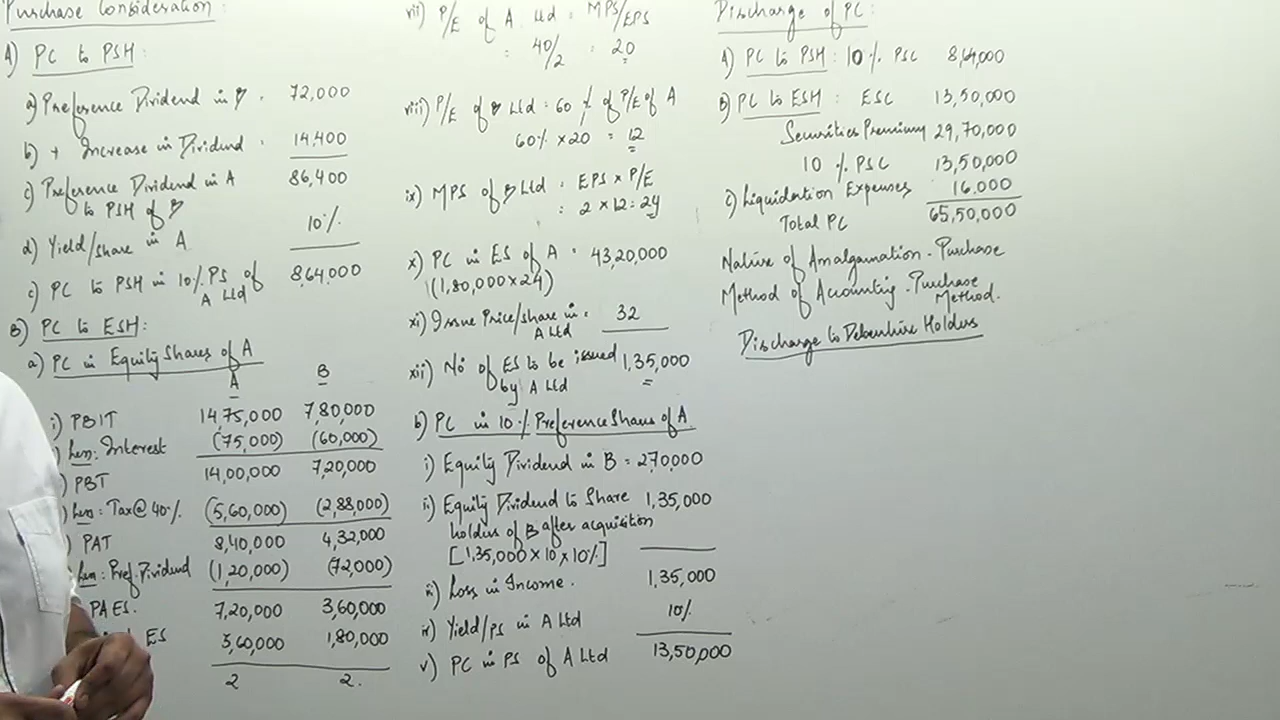 Purchase Consideration:
A) PC to PSH:
a) Preference Dividend in B . 72,000
b) + Increase in Dividend . 14,400
c) Preference Dividend in A 86,400
to PSH of B
d) Yield/share in A 10%
e) PC to PSH in 10% PS of 8,64,000
A Ltd
B) PC to ESH:
a) PC in Equity Shares of A
A B
i) PBIT 14,75,000 7,80,000
) Less: Interest (75,000) (60,000)
) PBT 14,00,000 7,20,000
) Less: Tax@40% (5,60,000) (2,88,000)
) PAT 8,40,000 4,32,000
Less: Pref. Dividend (1,20,000) (72,000)
PAES. 7,20,000 3,60,000
ES 3,60,000 1,80,000
2 2.
vii) P/E of A Ltd = MPS/EPS
= 40/2 = 20
viii) P/E of B Ltd = 60% of P/E of A
60% x 20 = 12
ix) MPS of B Ltd = EPS x P/E
= 2 x 12 = 24
x) PC in ES of A = 43,20,000
(1,80,000 x 24)
xi) Issue Price/share in = 32
A Ltd
xii) No of ES to be issued 1,35,000
by A Ltd
b) PC in 10% Preference Shares of A
i) Equity Dividend in B = 270,000
ii) Equity Dividend to Share 1,35,000
holders of B after acquisition
[1,35,000 x 10 x 10%]
iii) Loss in Income. 1,35,000
iv) Yield/ps in A Ltd 10%
v) PC in PS of A Ltd 13,50,000
Discharge of PC:
A) PC to PSH: 10% PSC 8,64,000
B) PC to ESH: ESC 13,50,000
Securities Premium 29,70,000
10% PSC 13,50,000
c) Liquidation Expenses 16.000
Total PC 65,50,000
Nature of Amalgamation - Purchase
Method of Accounting - Purchase
Method.
Discharge to Debenture Holders